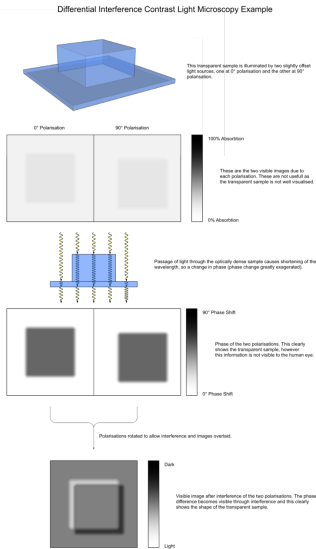 Differential Interference Contrast Light Microscopy Example
This transparent sample is illuminated by two slightly offset
light sources, one at 0° polarisation and the other at 90°
polarisation.
0° Polarisation
90° Polarisation
100% Absorbtion
These are the two visible images due to
each polarisation. These are not usefull as
the transparent sample is not well visualised.
0% Absorbtion
Passage of light through the optically dense sample causes shortening of the
wavelength, so a change in phase (phase change greatly exagerated).
90° Phase Shift
Phase of the two polarisations. This clearly
shows the transparent sample, however
this information is not visible to the human eye.
0° Phase Shift
Polarisations rotated to allow interference and images overlaid.
Dark
Visible image after interference of the two polarisations. The phase
difference becomes visible through interference and this clearly
shows the shape of the transparent sample.
Light